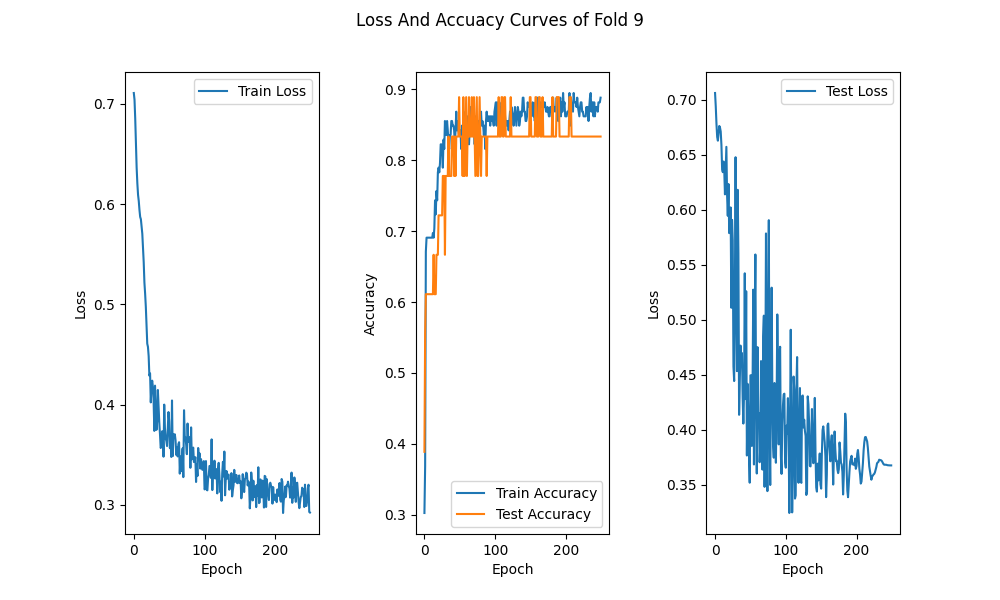 Loss And Accuacy Curves of Fold 9
Train Loss
0.7
0.6
0.5
0.4
0.3
Loss
0 100 200
Epoch
0.9
0.8
0.7
0.6
0.5
0.4
0.3
Accuracy
Train Accuracy
Test Accuracy
0 100 200
Epoch
Test Loss
0.70
0.65
0.60
0.55
0.50
0.45
0.40
0.35
Loss
0 100 200
Epoch